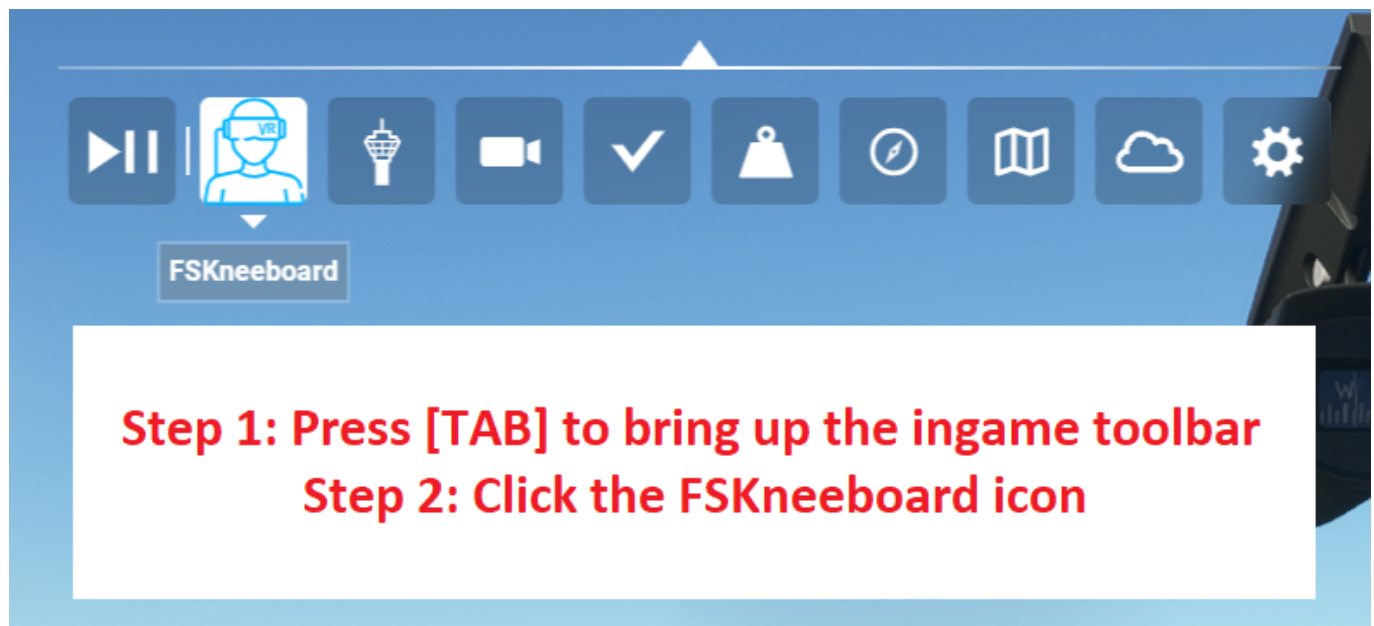 VR
FSKneeboard
W
Step 1: Press [TAB] to bring up the ingame toolbar
Step 2: Click the FSKneeboard icon